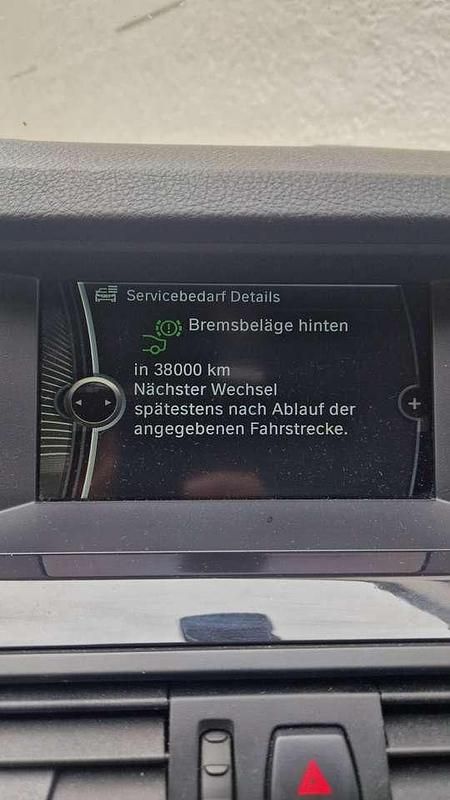 Servicebedarf Details
Bremsbeläge hinten
in 38000 km
Nächster Wechsel
spätestens nach Ablauf der
angegebenen Fahrstrecke.